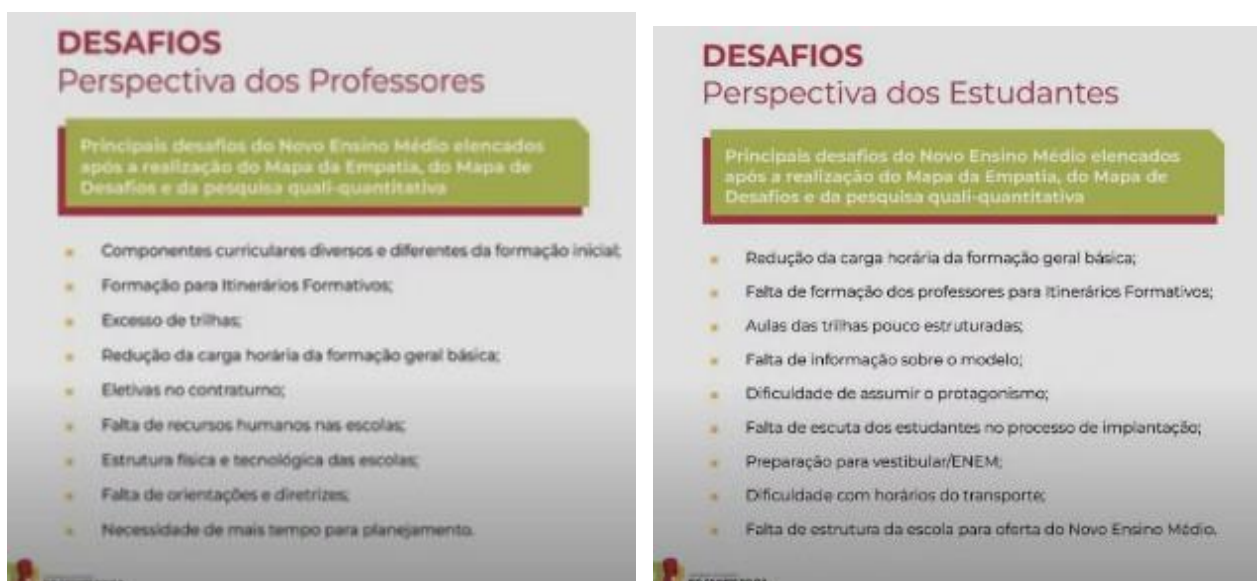 DESAFIOS
Perspectiva dos Professores
Principais desafios do Novo Ensino Médio elencados
após a realização do Mapa da Empatia, do Mapa de
Desafios e da pesquisa quali-quantitativa
Componentes curriculares diversos e diferentes da formação inicial;
Formação para Itinerários Formativos;
Excesso de trilhas;
Redução da carga horária da formação geral básica;
Eletivas no contraturno;
Falta de recursos humanos nas escolas;
Estrutura física e tecnológica das escolas;
Falta de orientações e diretrizes;
Necessidade de mais tempo para planejamento.
DESAFIOS
Perspectiva dos Estudantes
Principais desafios do Novo Ensino Médio elencados
após a realização do Mapa da Empatia, do Mapa de
Desafios e da pesquisa quali-quantitativa
Redução da carga horária da formação geral básica;
Falta de formação dos professores para Itinerários Formativos;
Aulas das trilhas pouco estruturadas;
Falta de informação sobre o modelo;
Dificuldade de assumir o protagonismo;
Falta de escuta dos estudantes no processo de implantação;
Preparação para vestibular/ENEM;
Dificuldade com horários do transporte;
Falta de estrutura da escola para oferta do Novo Ensino Médio.